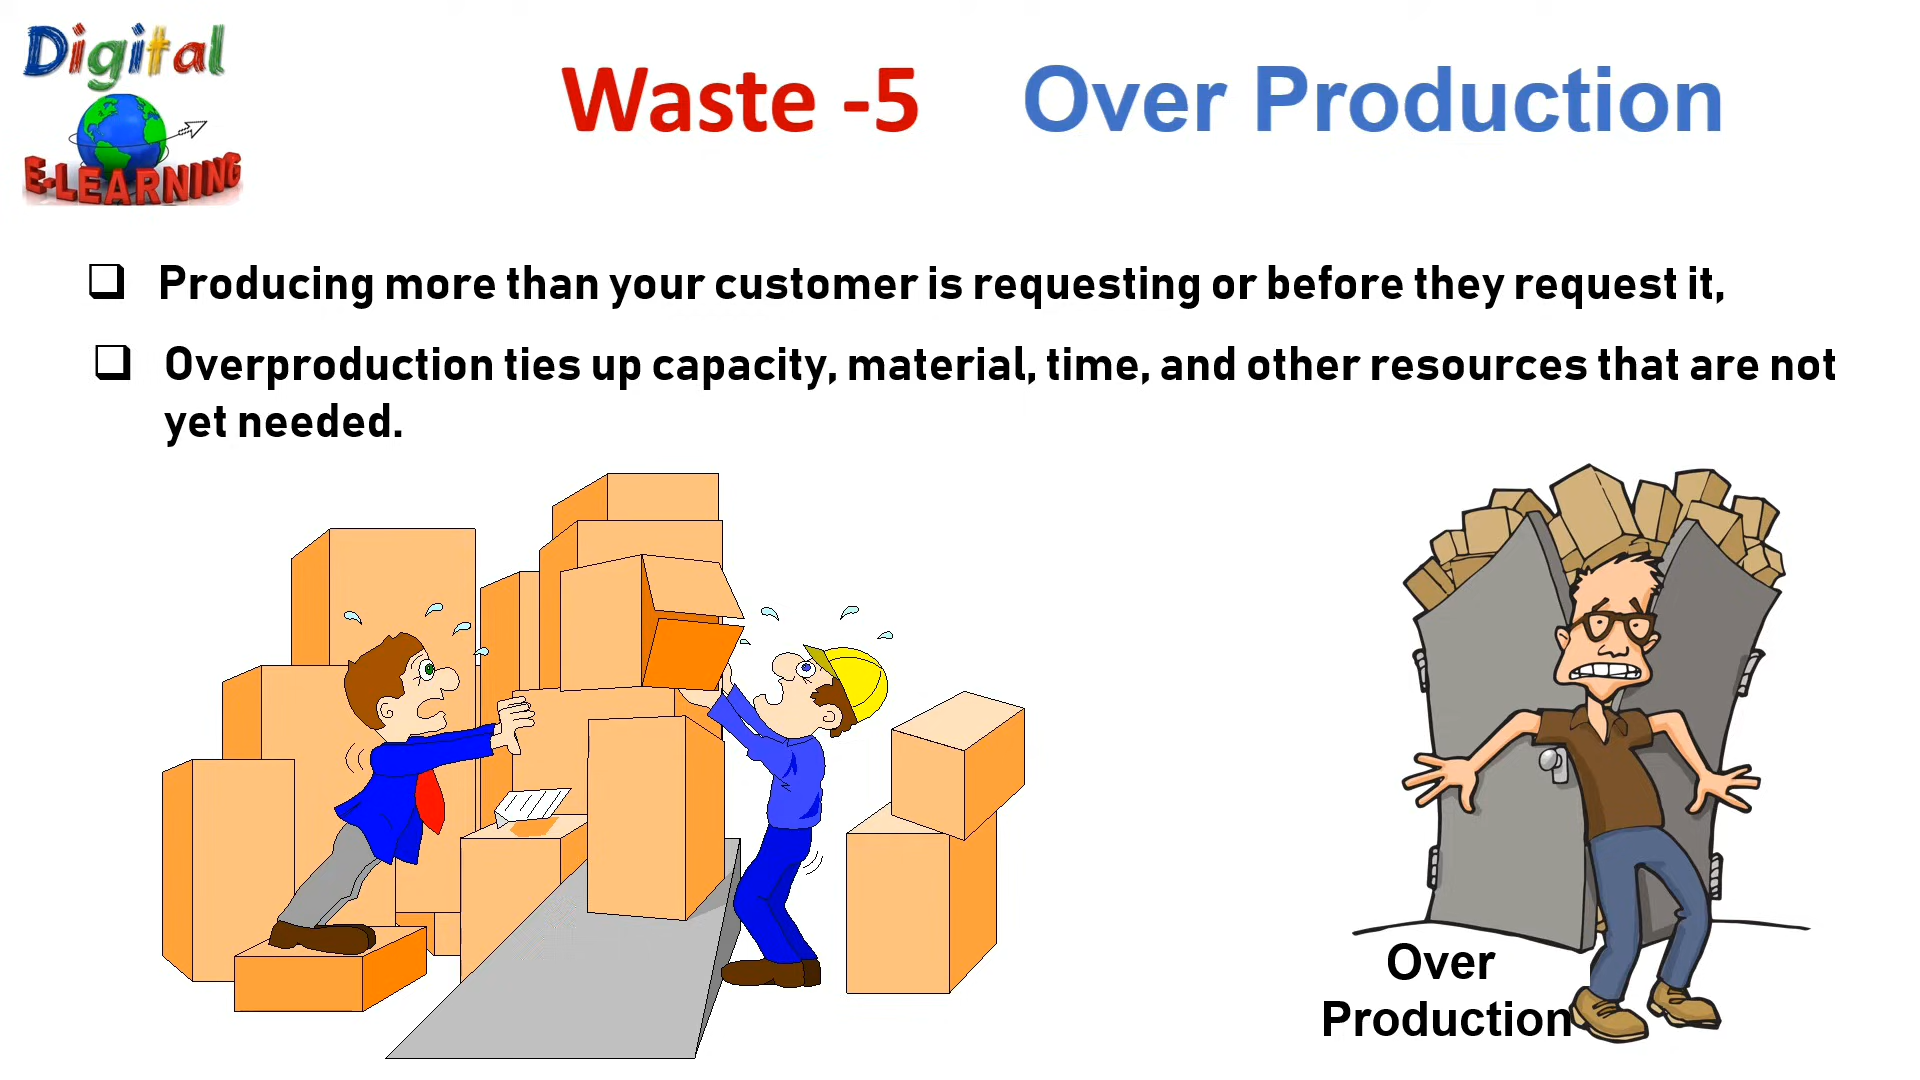 Digital
E-LEARNING
Waste -5 Over Production
Producing more than your customer is requesting or before they request it,
Overproduction ties up capacity, material, time, and other resources that are not
yet needed.
Over
Production